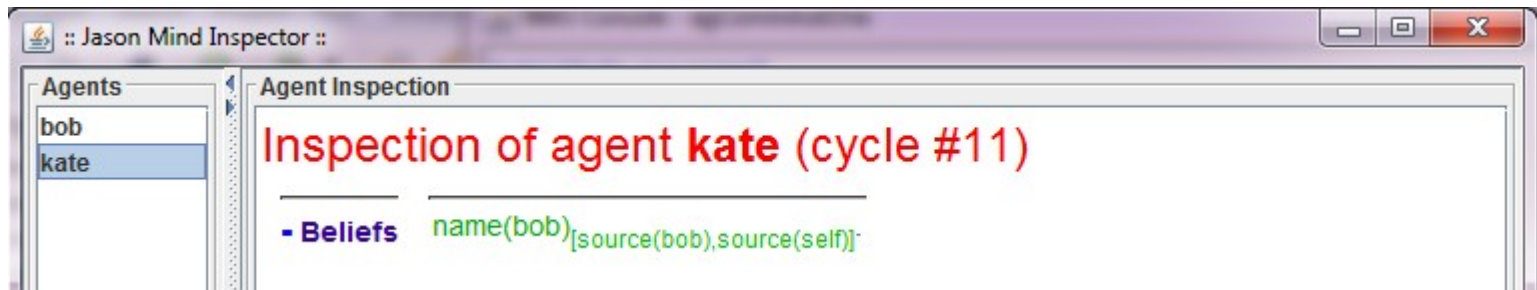 :: Jason Mind Inspector ::
Agents
bob
kate
Agent Inspection
Inspection of agent kate (cycle #11)
- Beliefs name(bob)[source(bob),source(self)].